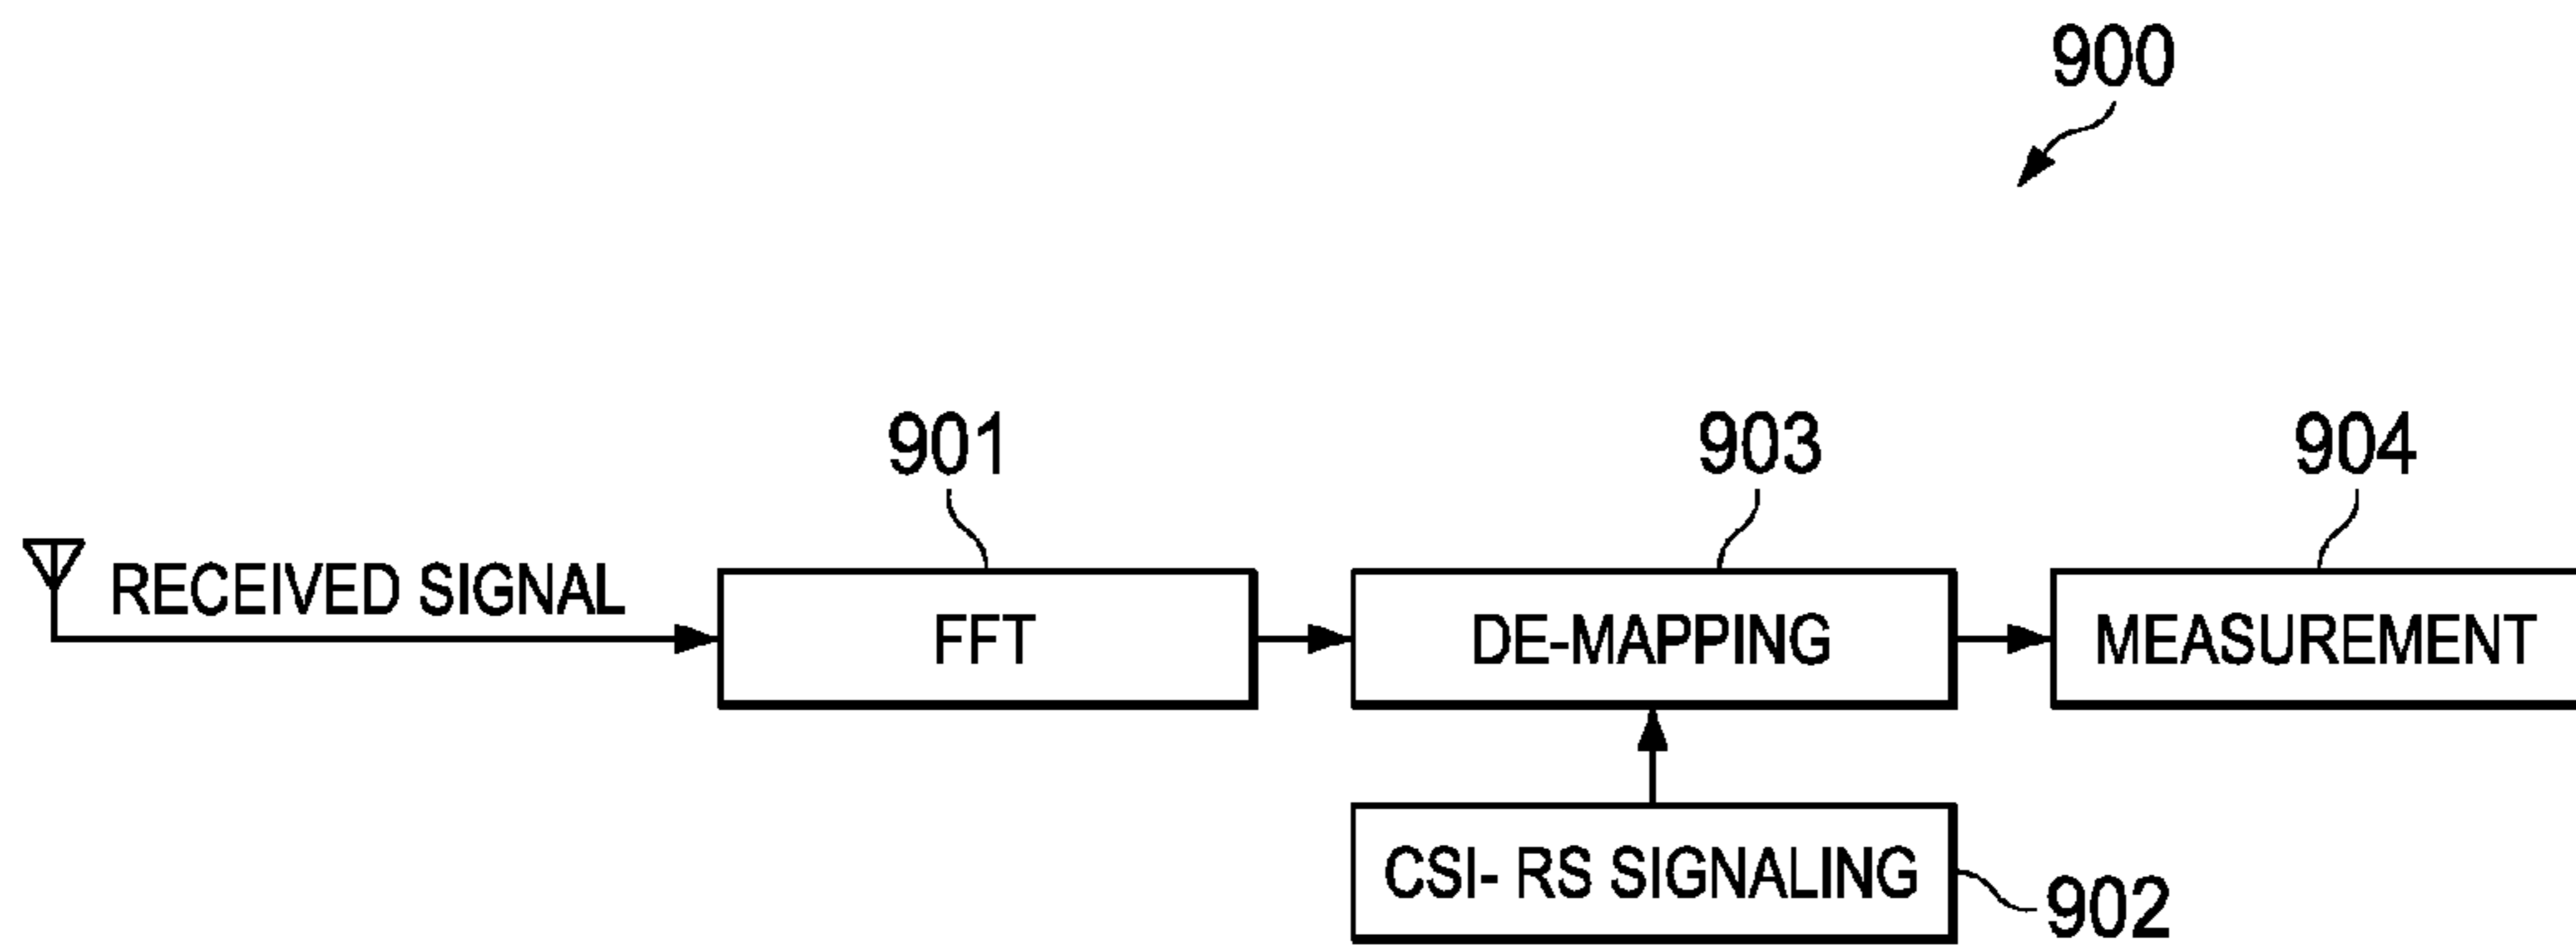 900
901
903
904
RECEIVED SIGNAL
FFT
DE-MAPPING
MEASUREMENT
CSI- RS SIGNALING
902